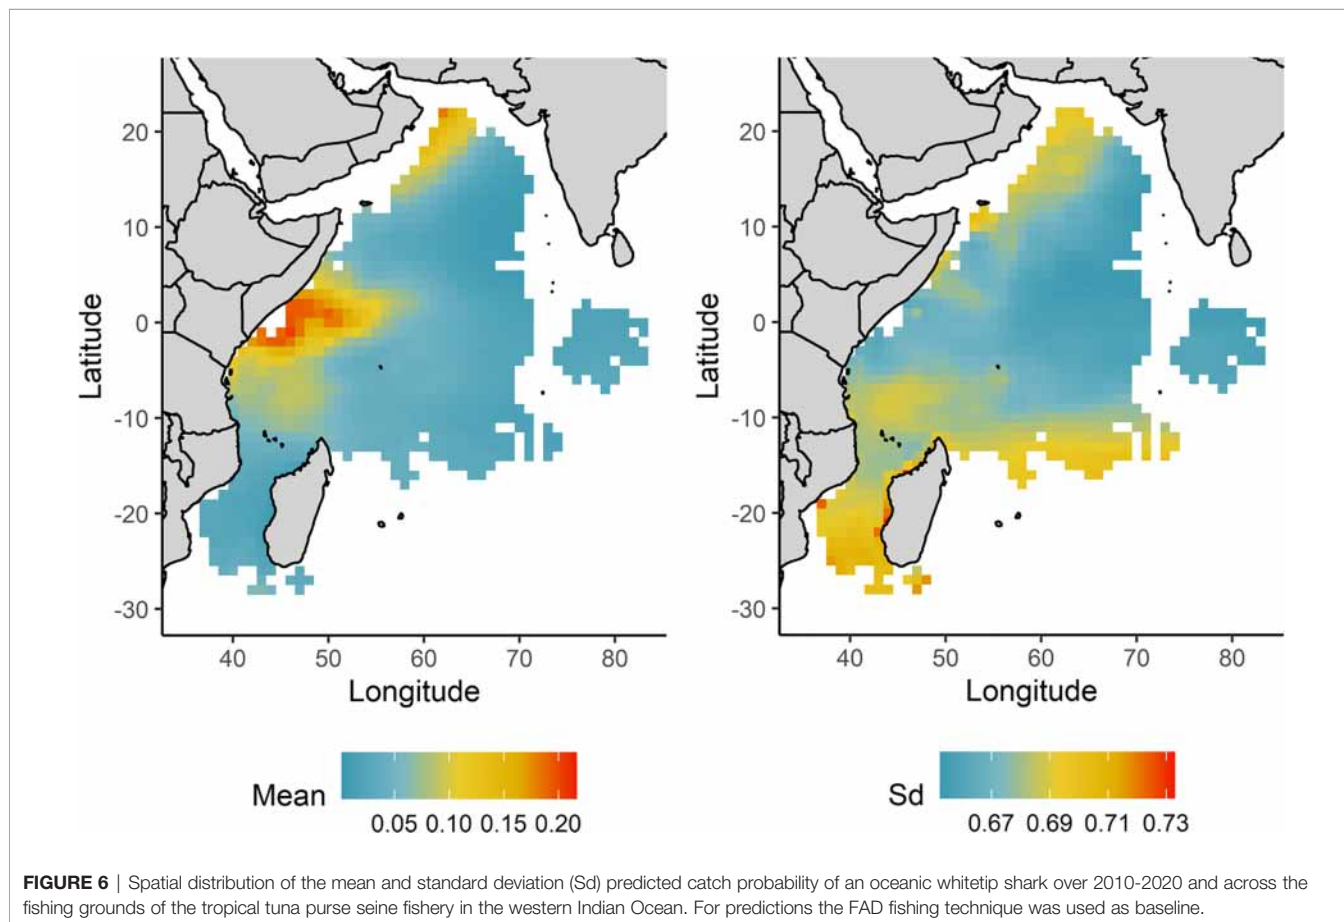 20
10
0
-10
-20
-30
Latitude
40 50 60 70 80
Longitude
Mean
0.05 0.10 0.15 0.20
20
10
0
-10
-20
-30
Latitude
40 50 60 70 80
Longitude
Sd
0.67 0.69 0.71 0.73
FIGURE 6 | Spatial distribution of the mean and standard deviation (Sd) predicted catch probability of an oceanic whitetip shark over 2010-2020 and across the
fishing grounds of the tropical tuna purse seine fishery in the western Indian Ocean. For predictions the FAD fishing technique was used as baseline.